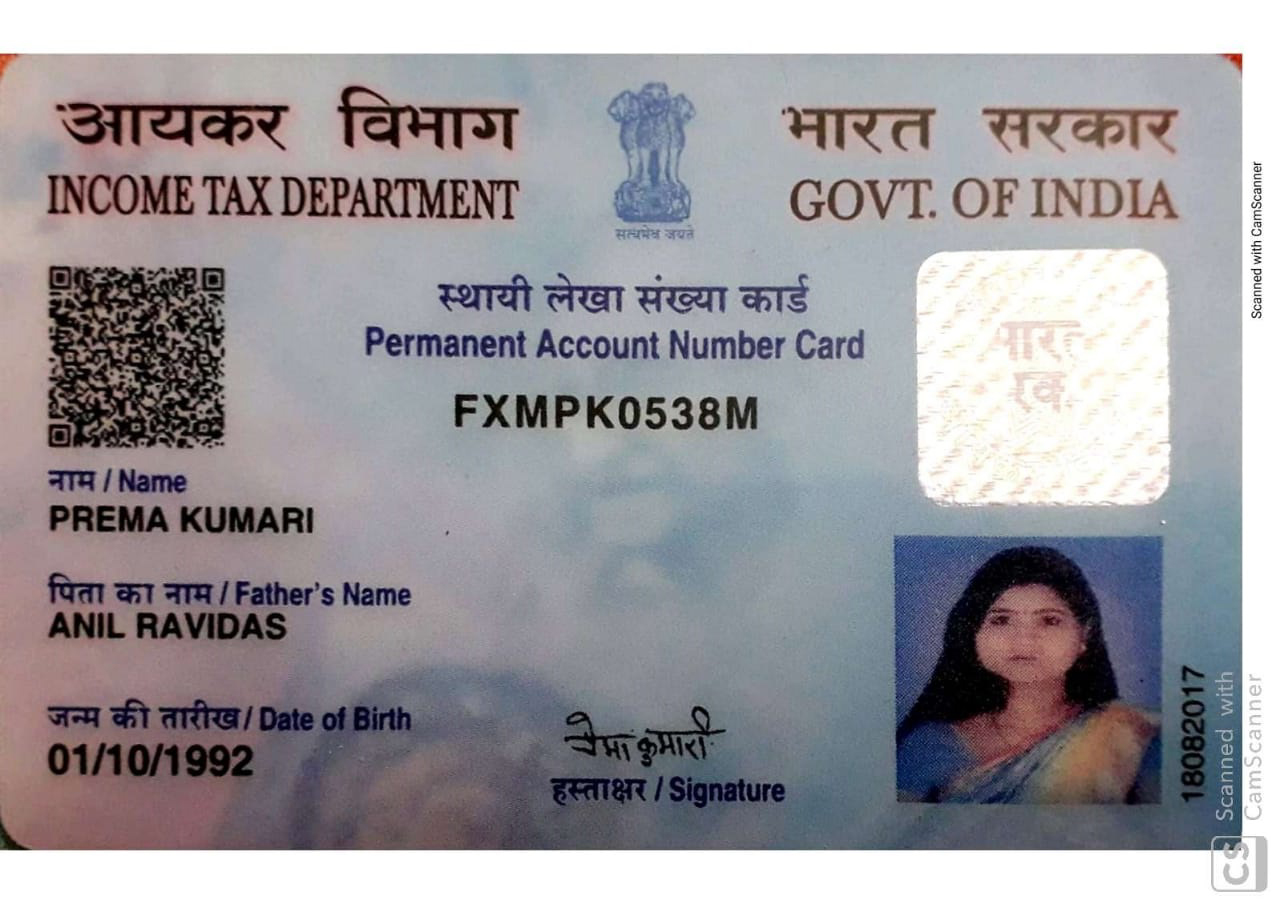 आयकर विभाग
INCOME TAX DEPARTMENT
सत्यमेव जयते
भारत सरकार
GOVT. OF INDIA
स्थायी लेखा संख्या कार्ड
Permanent Account Number Card
FXMPK0538M
नाम / Name
PREMA KUMARI
पिता का नाम / Father's Name
ANIL RAVIDAS
जन्म की तारीख / Date of Birth
01/10/1992
प्रेमा कुमारी
हस्ताक्षर / Signature
18082017
Scanned with CamScanner
CS
Scanned with
CamScanner